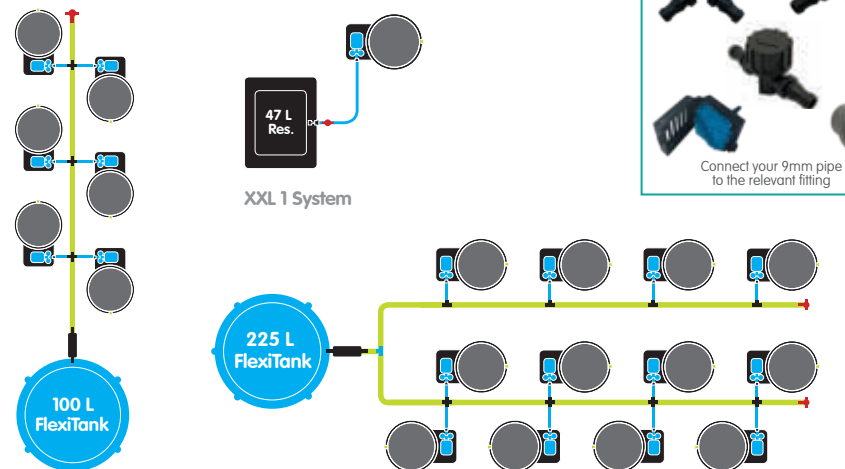 47 L
Res.
XXL 1 System
Connect your 9mm pipe
to the relevant fitting
225 L
FlexiTank
100 L
FlexiTank